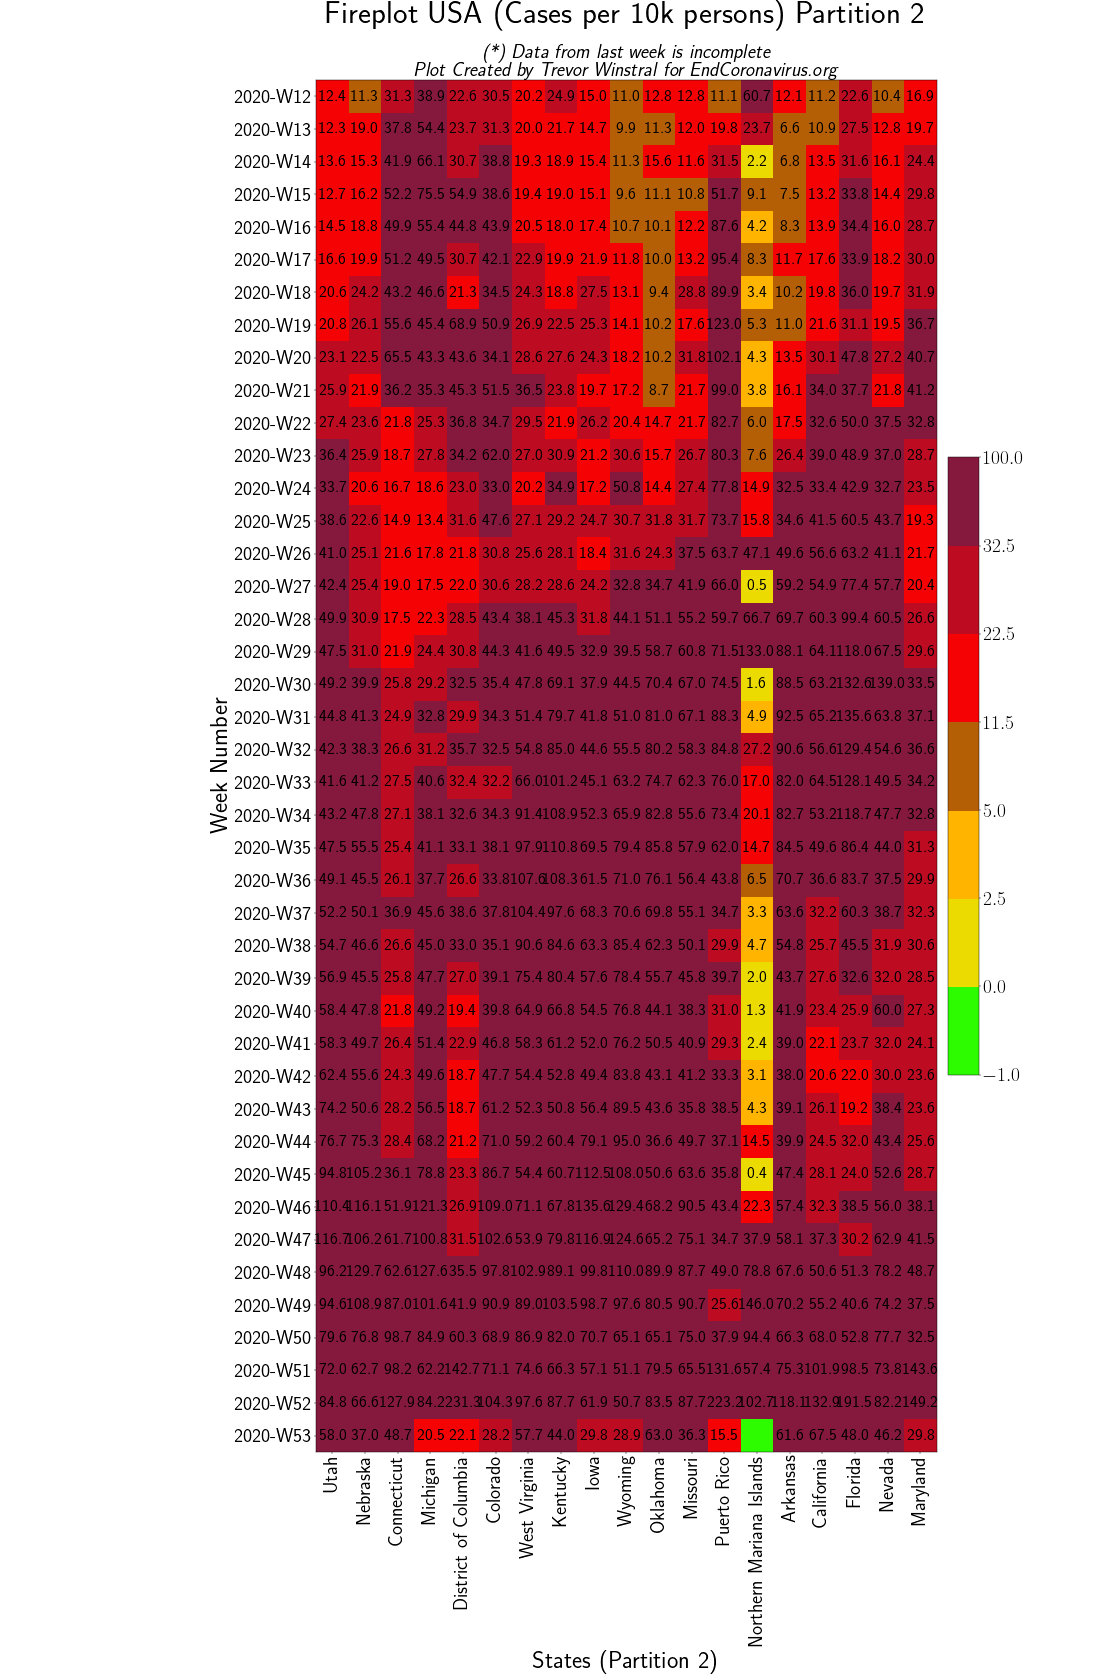 Fireplot USA (Cases per 10k persons) Partition 2
(*) Data from last week is incomplete
Plot Created by Trevor Winstral for EndCoronavirus.org
2020-W12 12.4 11.3 31.3 38.9 22.6 30.5 20.2 24.9 15.0 11.0 12.8 12.8 11.1 60.7 12.1 11.2 22.6 10.4 16.9
2020-W13 12.3 19.0 37.8 54.4 23.7 31.3 20.0 21.7 14.7 9.9 11.3 12.0 19.8 23.7 6.6 10.9 27.5 12.8 19.7
2020-W14 13.6 15.3 41.9 66.1 30.7 38.8 19.3 18.9 15.4 11.3 15.6 11.6 31.5 2.2 6.8 13.5 31.6 16.1 24.4
2020-W15 12.7 16.2 52.2 75.5 54.9 38.6 19.4 19.0 15.1 9.6 11.1 10.8 51.7 9.1 7.5 13.2 33.8 14.4 29.8
2020-W16 14.5 18.8 49.9 55.4 44.8 43.9 20.5 18.0 17.4 10.7 10.1 12.2 87.6 4.2 8.3 13.9 34.4 16.0 28.7
2020-W17 16.6 19.9 51.2 49.5 30.7 42.1 22.9 19.9 21.9 11.8 10.0 13.2 95.4 8.3 11.7 17.6 33.9 18.2 30.0
2020-W18 20.6 24.2 43.2 46.6 21.3 34.5 24.3 18.8 27.5 13.1 9.4 28.8 89.9 3.4 10.2 19.8 36.0 19.7 31.9
2020-W19 20.8 26.1 55.6 45.4 68.9 50.9 26.9 22.5 25.3 14.1 10.2 17.6 123.0 5.3 11.0 21.6 31.1 19.5 36.7
2020-W20 23.1 22.5 65.5 43.3 43.6 34.1 28.6 27.6 24.3 18.2 10.2 31.8 102.1 4.3 13.5 30.1 47.8 27.2 40.7
2020-W21 25.9 21.9 36.2 35.3 45.3 51.5 36.5 23.8 19.7 17.2 8.7 21.7 99.0 3.8 16.1 34.0 37.7 21.8 41.2
2020-W22 27.4 23.6 21.8 25.3 36.8 34.7 29.5 21.9 26.2 20.4 14.7 21.7 82.7 6.0 17.5 32.6 50.0 37.5 32.8
2020-W23 36.4 25.9 18.7 27.8 34.2 62.0 27.0 30.9 21.2 30.6 15.7 26.7 80.3 7.6 26.4 39.0 48.9 37.0 28.7
2020-W24 33.7 20.6 16.7 18.6 23.0 33.0 20.2 34.9 17.2 50.8 14.4 27.4 77.8 14.9 32.5 33.4 42.9 32.7 23.5
2020-W25 38.6 22.6 14.9 13.4 31.6 47.6 27.1 29.2 24.7 30.7 31.8 31.7 73.7 15.8 34.6 41.5 60.5 43.7 19.3
2020-W26 41.0 25.1 21.6 17.8 21.8 30.8 25.6 28.1 18.4 31.6 24.3 37.5 63.7 47.1 49.6 56.6 63.2 41.1 21.7
2020-W27 42.4 25.4 19.0 17.5 22.0 30.6 28.2 28.6 24.2 32.8 34.7 41.9 66.0 0.5 59.2 54.9 77.4 57.7 20.4
2020-W28 49.9 30.9 17.5 22.3 28.5 43.4 38.1 45.3 31.8 44.1 51.1 55.2 59.7 66.7 69.7 60.3 99.4 60.5 26.6
2020-W29 47.5 31.0 21.9 24.4 30.8 44.3 41.6 49.5 32.9 39.5 58.7 60.8 71.5 133.0 88.1 64.1 118.0 67.5 29.6
2020-W30 49.2 39.9 25.8 29.2 32.5 35.4 47.8 69.1 37.9 44.5 70.4 67.0 74.5 1.6 88.5 63.2 132.6 139.0 33.5
2020-W31 44.8 41.3 24.9 32.8 29.9 34.3 51.4 79.7 41.8 51.0 81.0 67.1 88.3 4.9 92.5 65.2 135.6 63.8 37.1
2020-W32 42.3 38.3 26.6 31.2 35.7 32.5 54.8 85.0 44.6 55.5 80.2 58.3 84.8 27.2 90.6 56.6 129.4 54.6 36.6
2020-W33 41.6 41.2 27.5 40.6 32.4 32.2 66.0 101.2 45.1 63.2 74.7 62.3 76.0 17.0 82.0 64.5 128.1 49.5 34.2
2020-W34 43.2 47.8 27.1 38.1 32.6 34.3 91.4 108.9 52.3 65.9 82.8 55.6 73.4 20.1 82.7 53.2 118.7 47.7 32.8
2020-W35 47.5 55.5 25.4 41.1 33.1 38.1 97.9 110.8 69.5 79.4 85.8 57.9 62.0 14.7 84.5 49.6 86.4 44.0 31.3
2020-W36 49.1 45.5 26.1 37.7 26.6 33.8 107.6 108.3 61.5 71.0 76.1 56.4 43.8 6.5 70.7 36.6 83.7 37.5 29.9
2020-W37 52.2 50.1 36.9 45.6 38.6 37.8 104.4 97.6 68.3 70.6 69.8 55.1 34.7 3.3 63.6 32.2 60.3 38.7 32.3
2020-W38 54.7 46.6 26.6 45.0 33.0 35.1 90.6 84.6 63.3 85.4 62.3 50.1 29.9 4.7 54.8 25.7 45.5 31.9 30.6
2020-W39 56.9 45.5 25.8 47.7 27.0 39.1 75.4 80.4 57.6 78.4 55.7 45.8 39.7 2.0 43.7 27.6 32.6 32.0 28.5
2020-W40 58.4 47.8 21.8 49.2 19.4 39.8 64.9 66.8 54.5 76.8 44.1 38.3 31.0 1.3 41.9 23.4 25.9 60.0 27.3
2020-W41 58.3 49.7 26.4 51.4 22.9 46.8 58.3 61.2 52.0 76.2 50.5 40.9 29.3 2.4 39.0 22.1 23.7 32.0 24.1
2020-W42 62.4 55.6 24.3 49.6 18.7 47.7 54.4 52.8 49.4 83.8 43.1 41.2 33.3 3.1 38.0 20.6 22.0 30.0 23.6
2020-W43 74.2 50.6 28.2 56.5 18.7 61.2 52.3 50.8 56.4 89.5 43.6 35.8 38.5 4.3 39.1 26.1 19.2 38.4 23.6
2020-W44 76.7 75.3 28.4 68.2 21.2 71.0 59.2 60.4 79.1 95.0 36.6 49.7 37.1 14.5 39.9 24.5 32.0 43.4 25.6
2020-W45 94.8 105.2 36.1 78.8 23.3 86.7 54.4 60.7 112.5 108.0 50.6 63.6 35.8 0.4 47.4 28.1 24.0 52.6 28.7
2020-W46 110.4 116.1 51.9 121.3 26.9 109.0 71.1 67.8 135.6 129.4 68.2 90.5 43.4 22.3 57.4 32.3 38.5 56.0 38.1
2020-W47 116.7 106.2 61.7 100.8 31.5 102.6 53.9 79.8 116.9 124.6 65.2 75.1 34.7 37.9 58.1 37.3 30.2 62.9 41.5
2020-W48 96.2 129.7 62.6 127.6 35.5 97.8 102.9 89.1 99.8 110.0 89.9 87.7 49.0 78.8 67.6 50.6 51.3 78.2 48.7
2020-W49 94.6 108.9 87.0 101.6 41.9 90.9 89.0 103.5 98.7 97.6 80.5 90.7 25.6 146.0 70.2 55.2 40.6 74.2 37.5
2020-W50 79.6 76.8 98.7 84.9 60.3 68.9 86.9 82.0 70.7 65.1 65.1 75.0 37.9 94.4 66.3 68.0 52.8 77.7 32.5
2020-W51 72.0 62.7 98.2 62.2 142.7 71.1 74.6 66.3 57.1 51.1 79.5 65.5 131.6 57.4 75.3 101.9 98.5 73.8 143.6
2020-W52 84.8 66.6 127.9 84.2 231.3 104.3 97.6 87.7 61.9 50.7 83.5 87.7 223.2 102.7 118.1 132.9 191.5 82.2 149.2
2020-W53 58.0 37.0 48.7 20.5 22.1 28.2 57.7 44.0 29.8 28.9 63.0 36.3 15.5 61.6 67.5 48.0 46.2 29.8
Week Number
100.0
32.5
22.5
11.5
5.0
2.5
0.0
−1.0
Utah
Nebraska
Connecticut
Michigan
District of Columbia
Colorado
West Virginia
Kentucky
Iowa
Wyoming
Oklahoma
Missouri
Puerto Rico
Northern Mariana Islands
Arkansas
California
Florida
Nevada
Maryland
States (Partition 2)